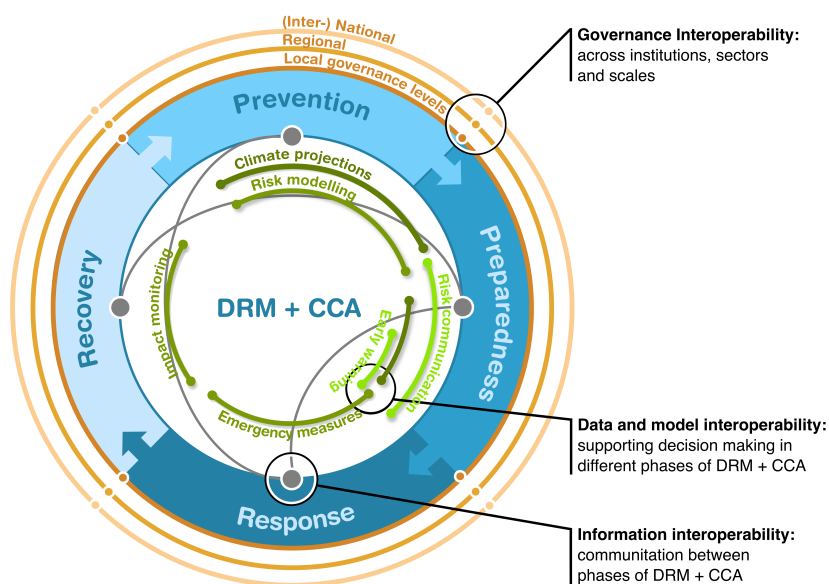 (Inter-) National
Regional
Local governance levels
Governance Interoperability:
across institutions, sectors
and scales
Prevention
Climate projections
Risk modelling
Preparedness
Recovery
Impact monitoring
DRM + CCA
Early warning
Risk communication
Emergency measures
Data and model interoperability:
supporting decision making in
different phases of DRM + CCA
Response
Information interoperability:
communitation between
phases of DRM + CCA